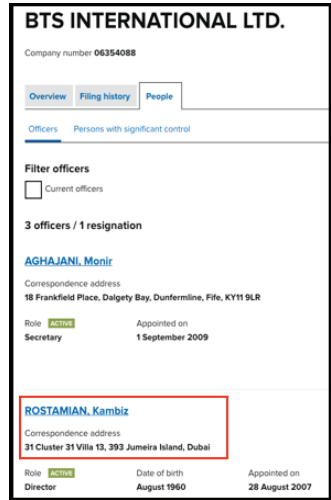 BTS INTERNATIONAL LTD.
Company number 06354088
Overview Filing history People
Officers Persons with significant control
Filter officers
Current officers
3 officers / 1 resignation
AGHAJANI, Monir
Correspondence address
18 Frankfield Place, Dalgety Bay, Dunfermline, Fife, KY11 9LR
Role ACTIVE Appointed on
Secretary 1 September 2009
ROSTAMIAN, Kambiz
Correspondence address
31 Cluster 31 Villa 13, 393 Jumeira Island, Dubai
Role ACTIVE Date of birth Appointed on
Director August 1960 28 August 2007